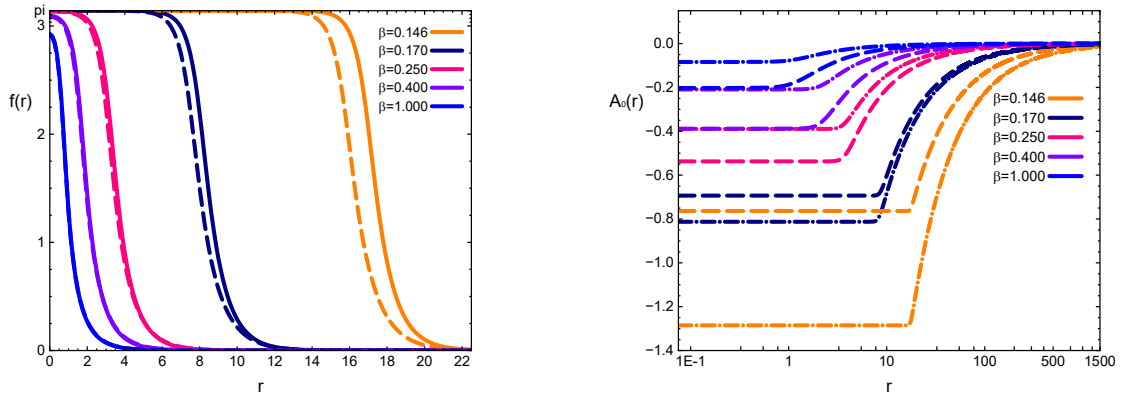 pi
3
2
1
0
f(r)
0 2 4 6 8 10 12 14 16 18 20 22
r
β=0.146
β=0.170
β=0.250
β=0.400
β=1.000
0.0
−0.2
−0.4
−0.6
−0.8
−1.0
−1.2
−1.4
A₀(r)
1E-1 1 10 100 500 1500
r
β=0.146
β=0.170
β=0.250
β=0.400
β=1.000